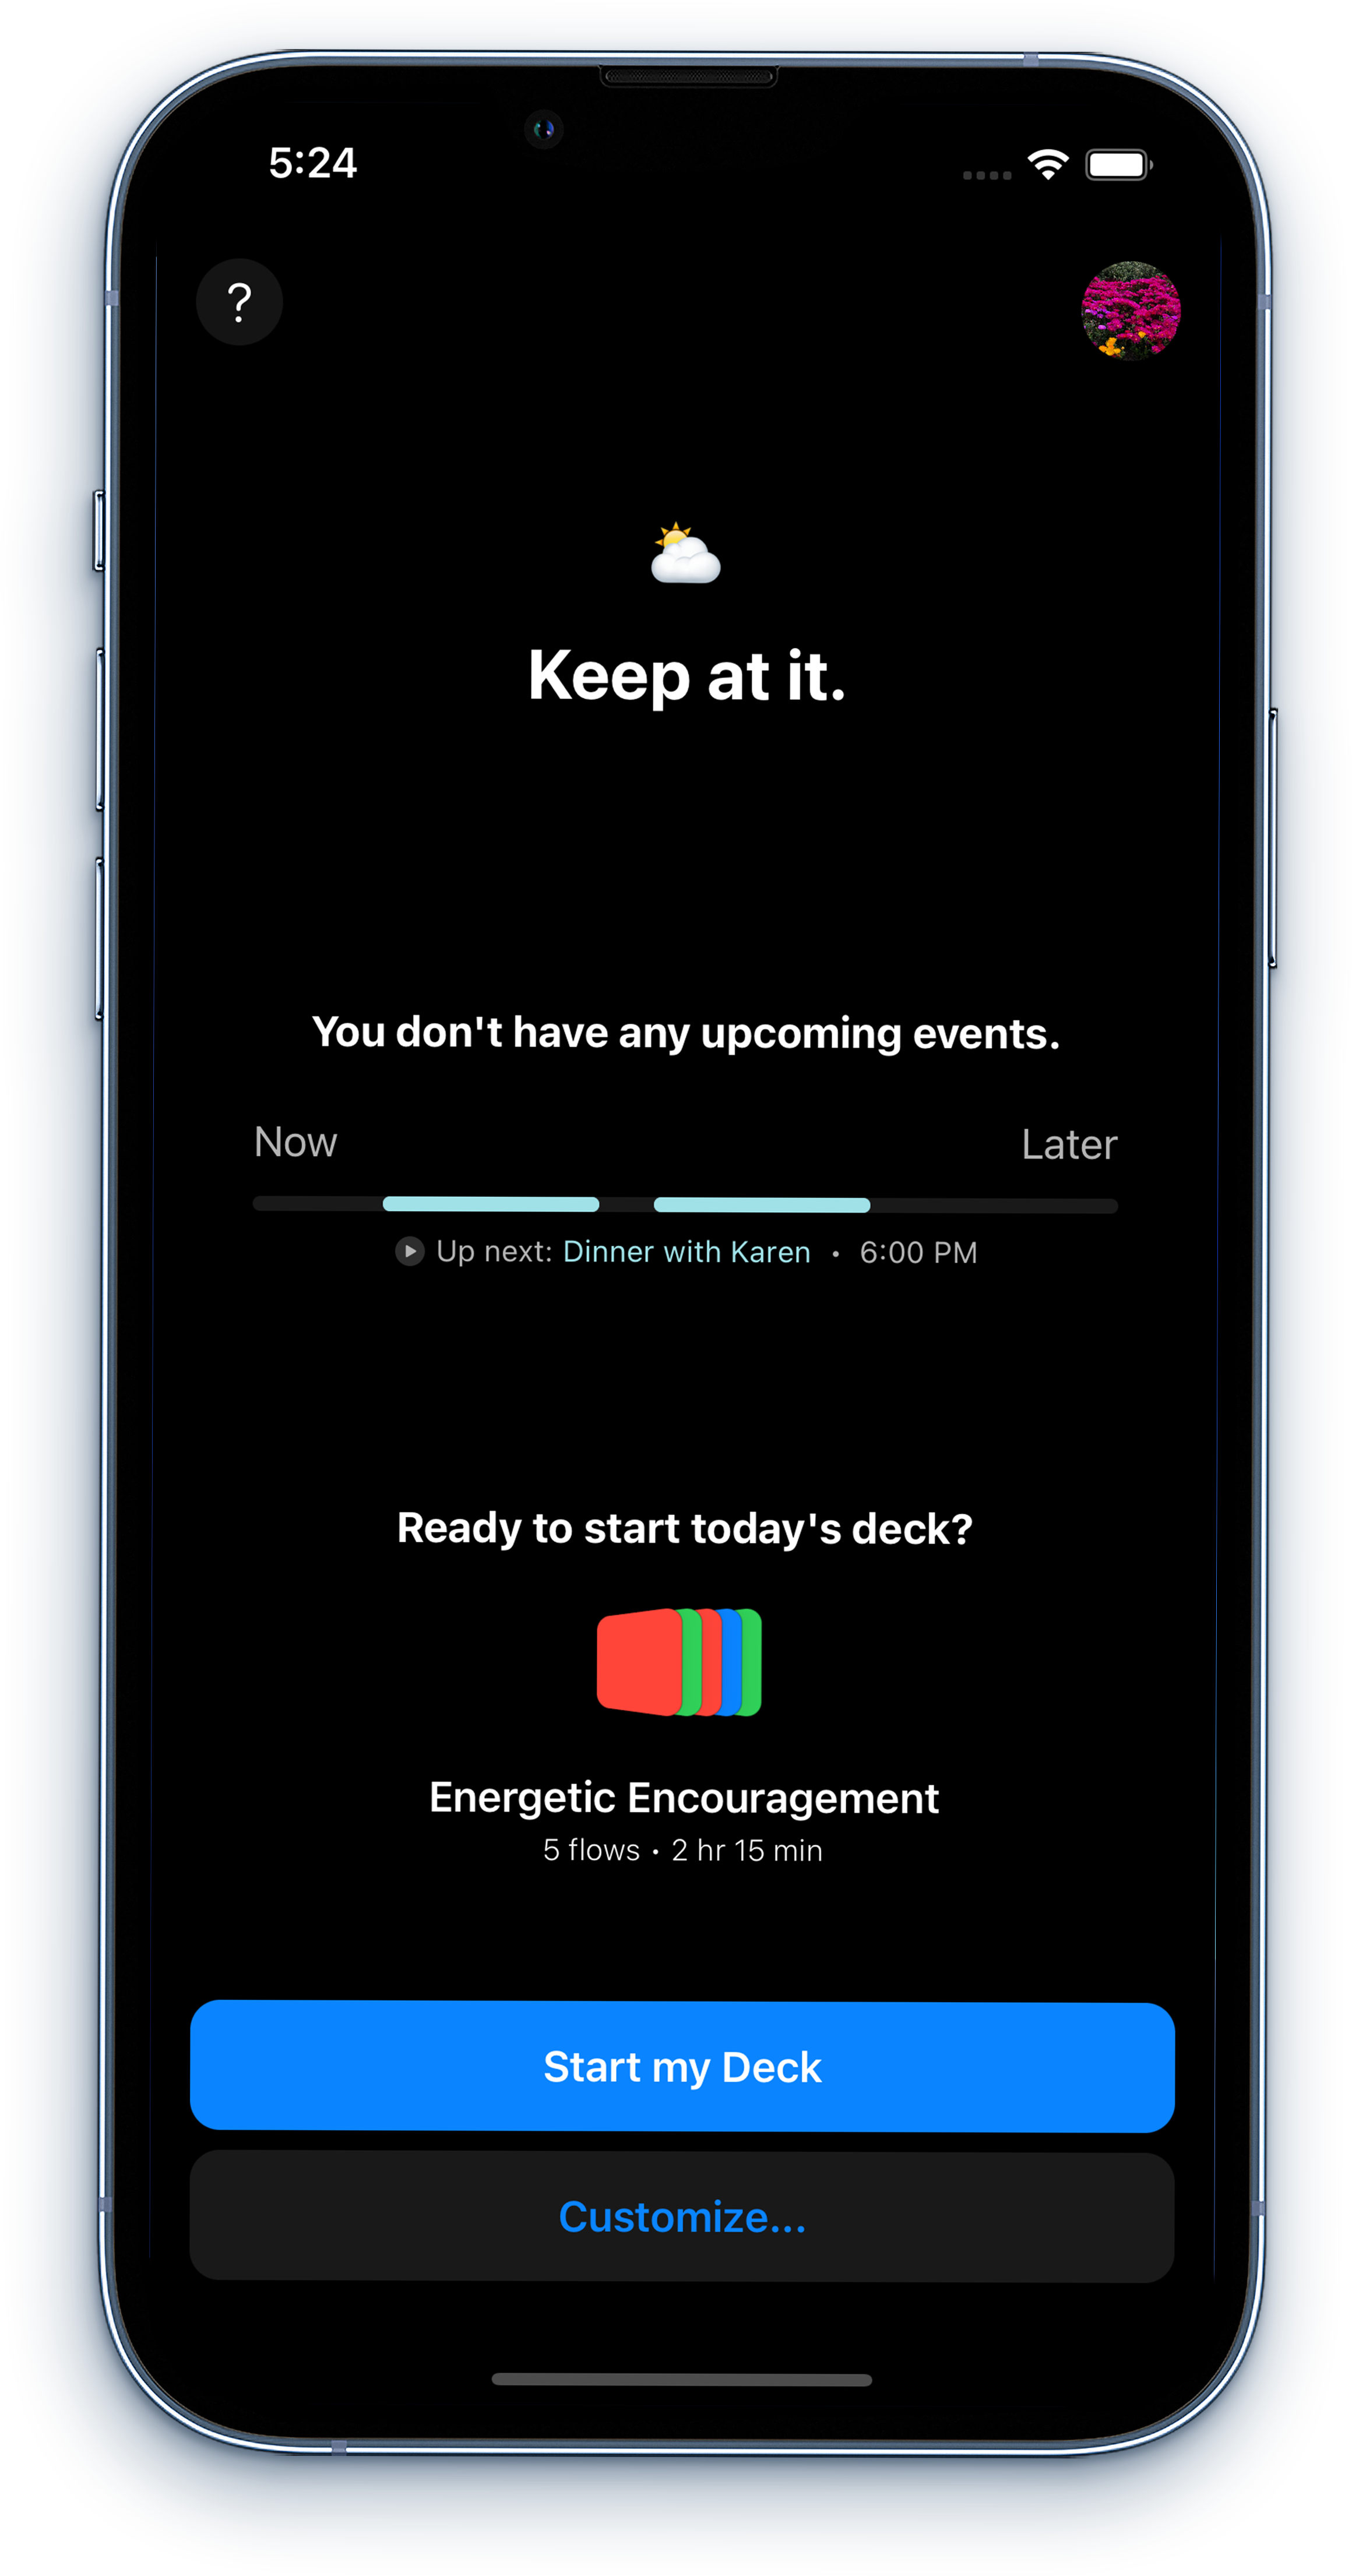 5:24
?
Keep at it.
You don't have any upcoming events.
Now Later
Up next: Dinner with Karen • 6:00 PM
Ready to start today's deck?
Energetic Encouragement
5 flows • 2 hr 15 min
Start my Deck
Customize...